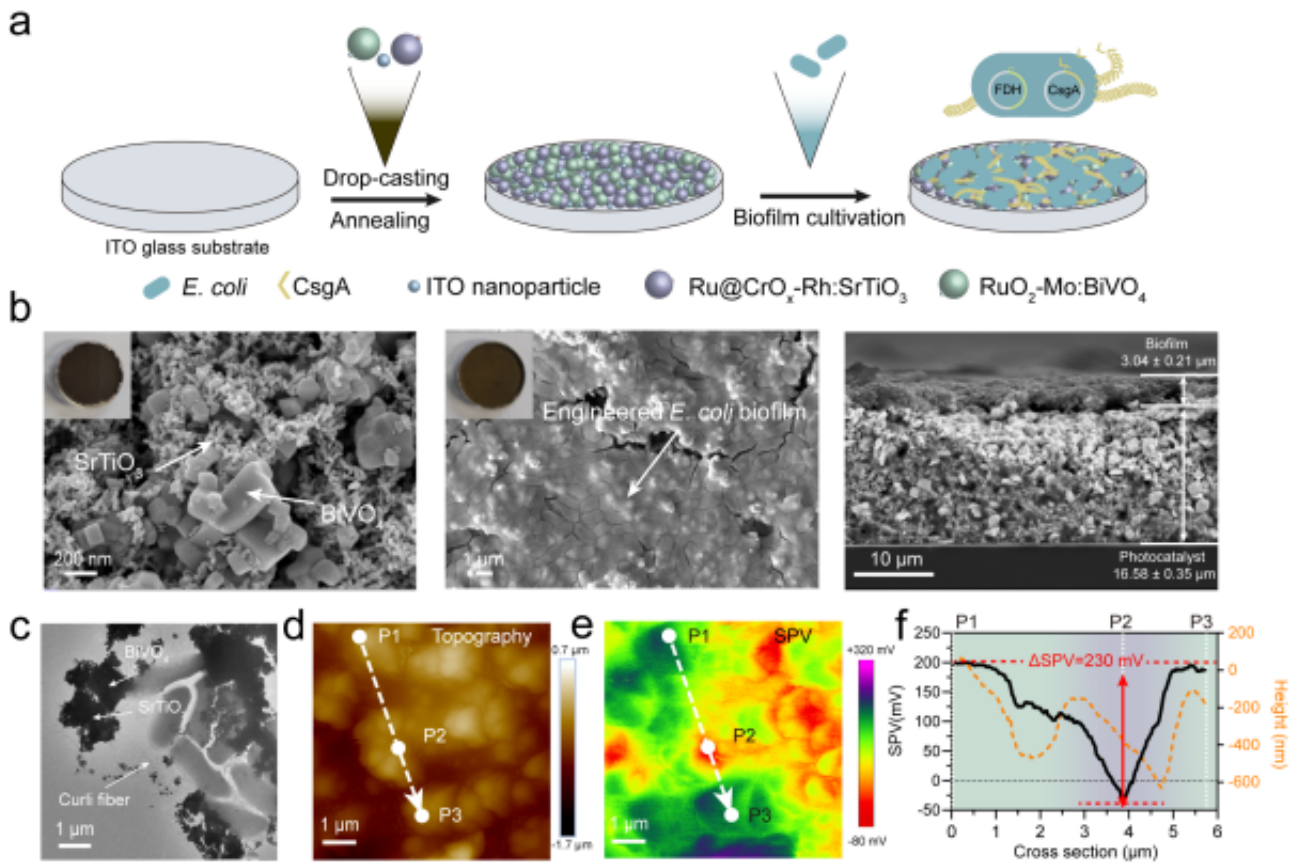 a
FDH
CsgA
Drop-casting
Annealing
Biofilm cultivation
ITO glass substrate
E. coli
CsgA
ITO nanoparticle
Ru@CrOₓ-Rh:SrTiO₃
RuO₂-Mo:BiVO₄
b
SrTiO₃
BiVO
200 nm
Engineered E. coli biofilm
1 µm
Biofilm
3.04 ± 0.21 µm
10 µm
Photocatalyst
16.58 ± 0.35 µm
c
BiVO₄
SrTiO
Curli fiber
1 µm
d
P1
Topography
P2
P3
1 µm
0.7 µm
-1.7 µm
e
P1
SPV
P2
P3
1 µm
+320 mV
-80 mV
f
P1
P2
P3
ΔSPV=230 mV
250
200
150
100
50
0
-50
SPV(mV)
200
0
-200
-400
-600
Height (nm)
0 1 2 3 4 5 6
Cross section (µm)